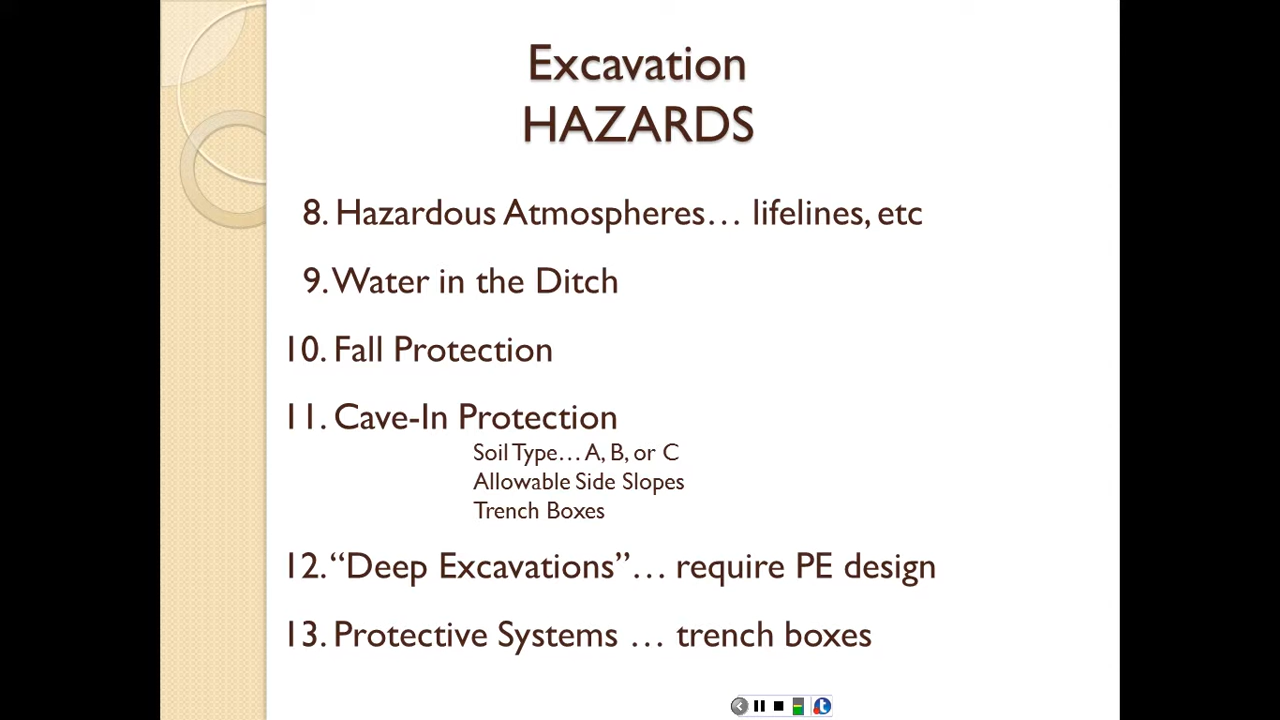 Excavation
HAZARDS
8. Hazardous Atmospheres… lifelines, etc
9. Water in the Ditch
10. Fall Protection
11. Cave-In Protection
Soil Type… A, B, or C
Allowable Side Slopes
Trench Boxes
12. “Deep Excavations”… require PE design
13. Protective Systems … trench boxes